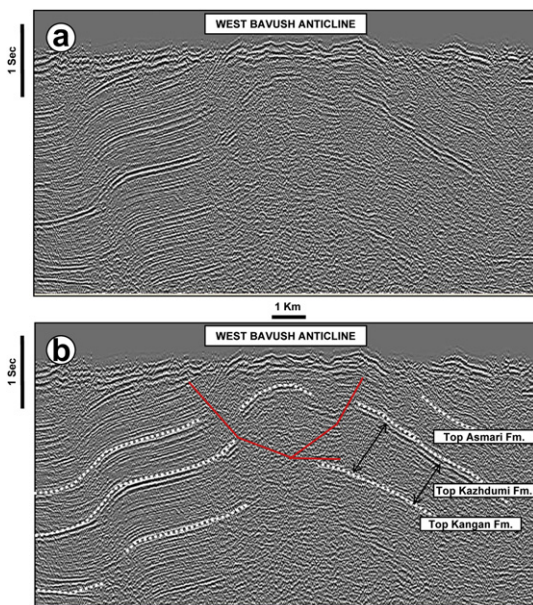 WEST BAVUSH ANTICLINE
a
1 Sec
1 Km
WEST BAVUSH ANTICLINE
b
1 Sec
Top Asmari Fm.
Top Kazhdumi Fm.
Top Kangan Fm.